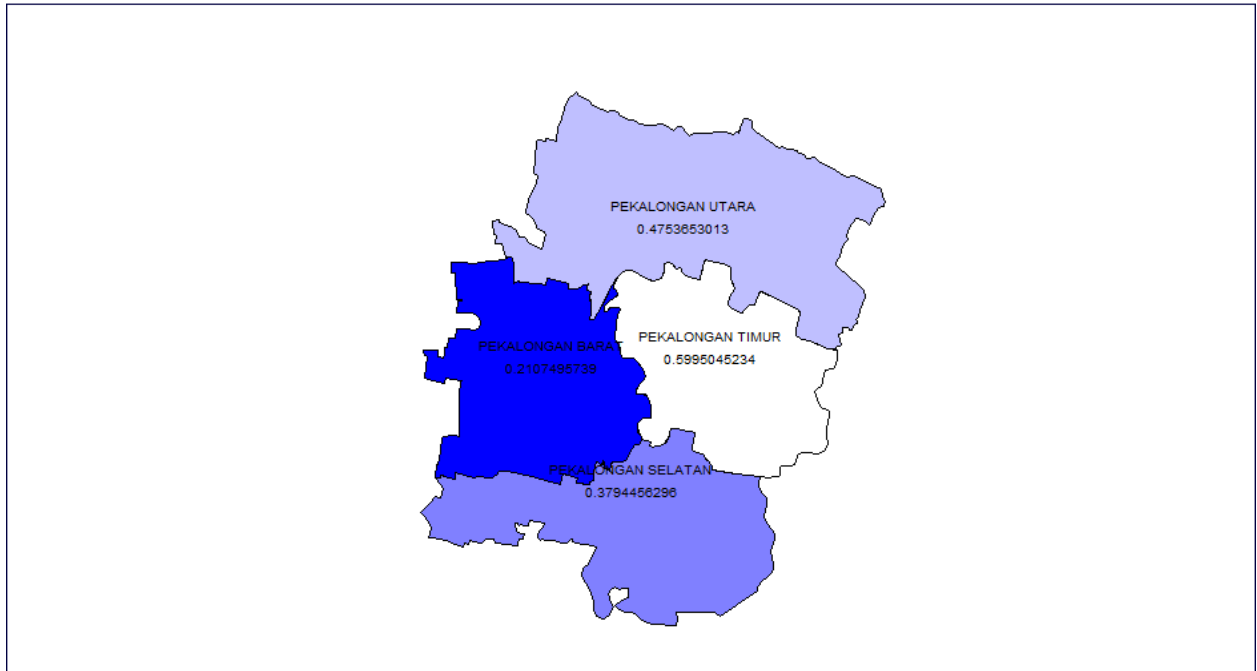 PEKALONGAN UTARA
0.4753653013
PEKALONGAN TIMUR
0.5995045234
PEKALONGAN BARAT
0.2107495739
PEKALONGAN SELATAN
0.3794456296